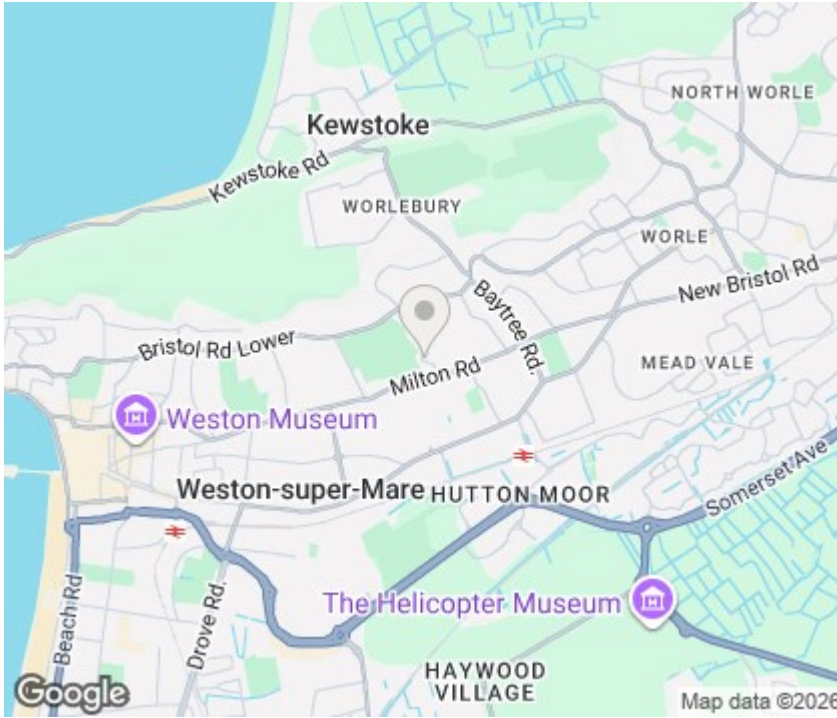 NORTH WORLE
Kewstoke
Kewstoke Rd
WORLEBURY
WORLE
New Bristol Rd
Baytree Rd.
Bristol Rd Lower
Milton Rd
MEAD VALE
Weston Museum
Weston-super-Mare
HUTTON MOOR
Somerset Ave
The Helicopter Museum
Beach Rd
Drove Rd.
HAYWOOD
VILLAGE
Google
Map data ©2026